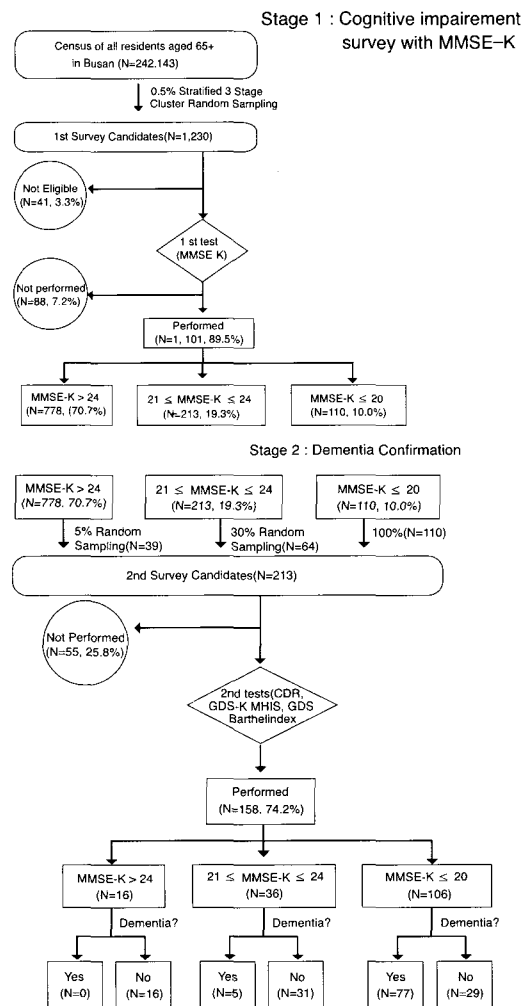 Stage 1 : Cognitive impairement
survey with MMSE–K
Census of all residents aged 65+
in Busan (N=242.143)
0.5% Stratified 3 Stage
Cluster Random Sampling
1st Survey Candidates(N=1,230)
Not Eligible
(N=41, 3.3%)
1 st test
(MMSE K)
Not performed
(N=88, 7.2%)
Performed
(N=1, 101, 89.5%)
MMSE-K > 24
(N=778, (70.7%)
21 ≤ MMSE-K ≤ 24
(N=213, 19.3%)
MMSE-K ≤ 20
(N=110, 10.0%)
Stage 2 : Dementia Confirmation
MMSE-K > 24
(N=778, 70.7%)
21 ≤ MMSE-K ≤ 24
(N=213, 19.3%)
MMSE-K ≤ 20
(N=110, 10.0%)
5% Random
Sampling(N=39)
30% Random
Sampling(N=64)
100%(N=110)
2nd Survey Candidates(N=213)
Not Performed
(N=55, 25.8%)
2nd tests(CDR,
GDS-K MHIS, GDS
Barthelindex
Performed
(N=158. 74.2%)
MMSE-K > 24
(N=16)
21 ≤ MMSE-K ≤ 24
(N=36)
MMSE-K ≤ 20
(N=106)
Dementia?
Dementia?
Dementia?
Yes
(N=0)
No
(N=16)
Yes
(N=5)
No
(N=31)
Yes
(N=77)
No
(N=29)